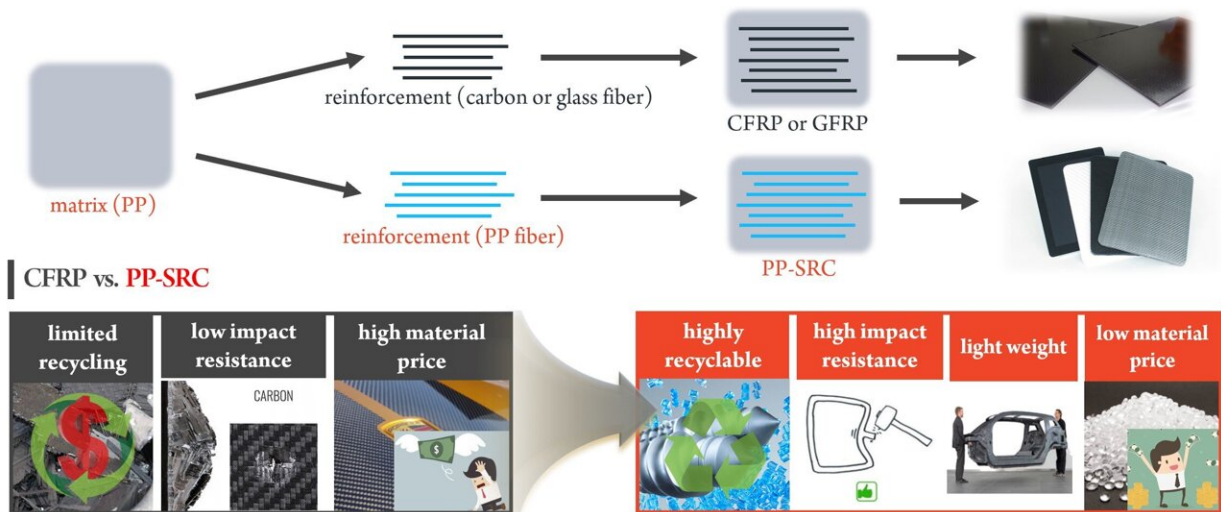 reinforcement (carbon or glass fiber)
CFRP or GFRP
matrix (PP)
reinforcement (PP fiber)
PP-SRC
CFRP vs. PP-SRC
limited
recycling
low impact
resistance
high material
price
highly
recyclable
high impact
resistance
light weight
low material
price
CARBON
$
$